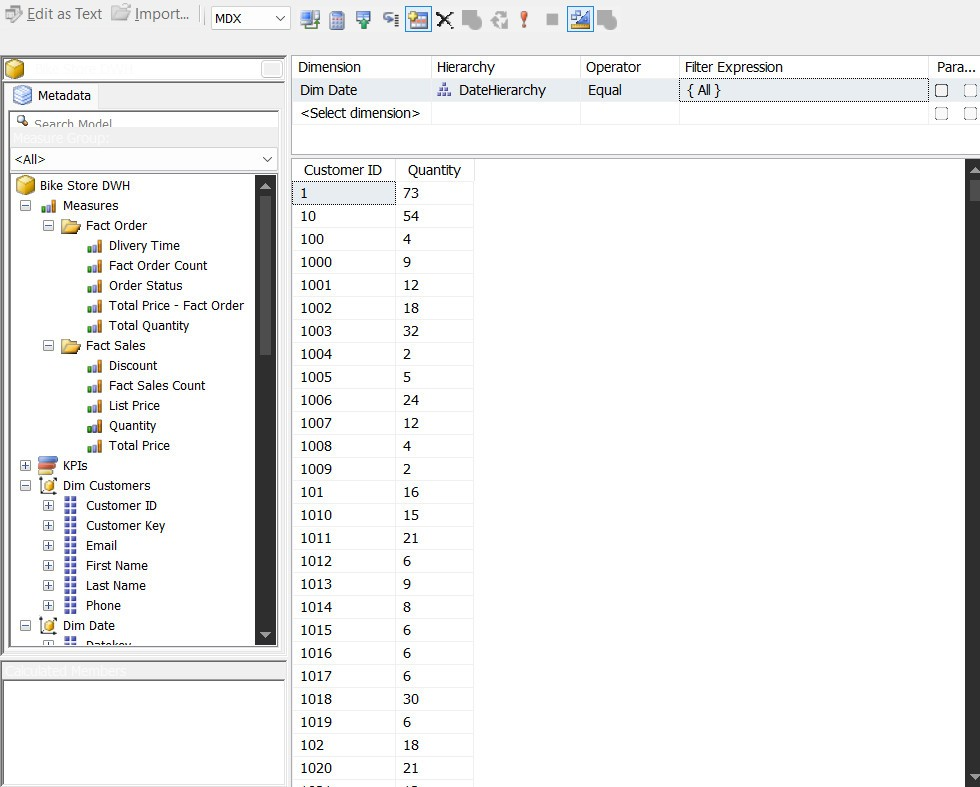 Edit as Text Import... MDX
Bike Store DWH
Metadata
Search Model
Measure Group:
<All>
Bike Store DWH
Measures
Fact Order
Dlivery Time
Fact Order Count
Order Status
Total Price - Fact Order
Total Quantity
Fact Sales
Discount
Fact Sales Count
List Price
Quantity
Total Price
KPIs
Dim Customers
Customer ID
Customer Key
Email
First Name
Last Name
Phone
Dim Date
Datekey
Calculated Members
Dimension Hierarchy Operator Filter Expression Para...
Dim Date DateHierarchy Equal { All }
<Select dimension>
Customer ID Quantity
1 73
10 54
100 4
1000 9
1001 12
1002 18
1003 32
1004 2
1005 5
1006 24
1007 12
1008 4
1009 2
101 16
1010 15
1011 21
1012 6
1013 9
1014 8
1015 6
1016 6
1017 6
1018 30
1019 6
102 18
1020 21